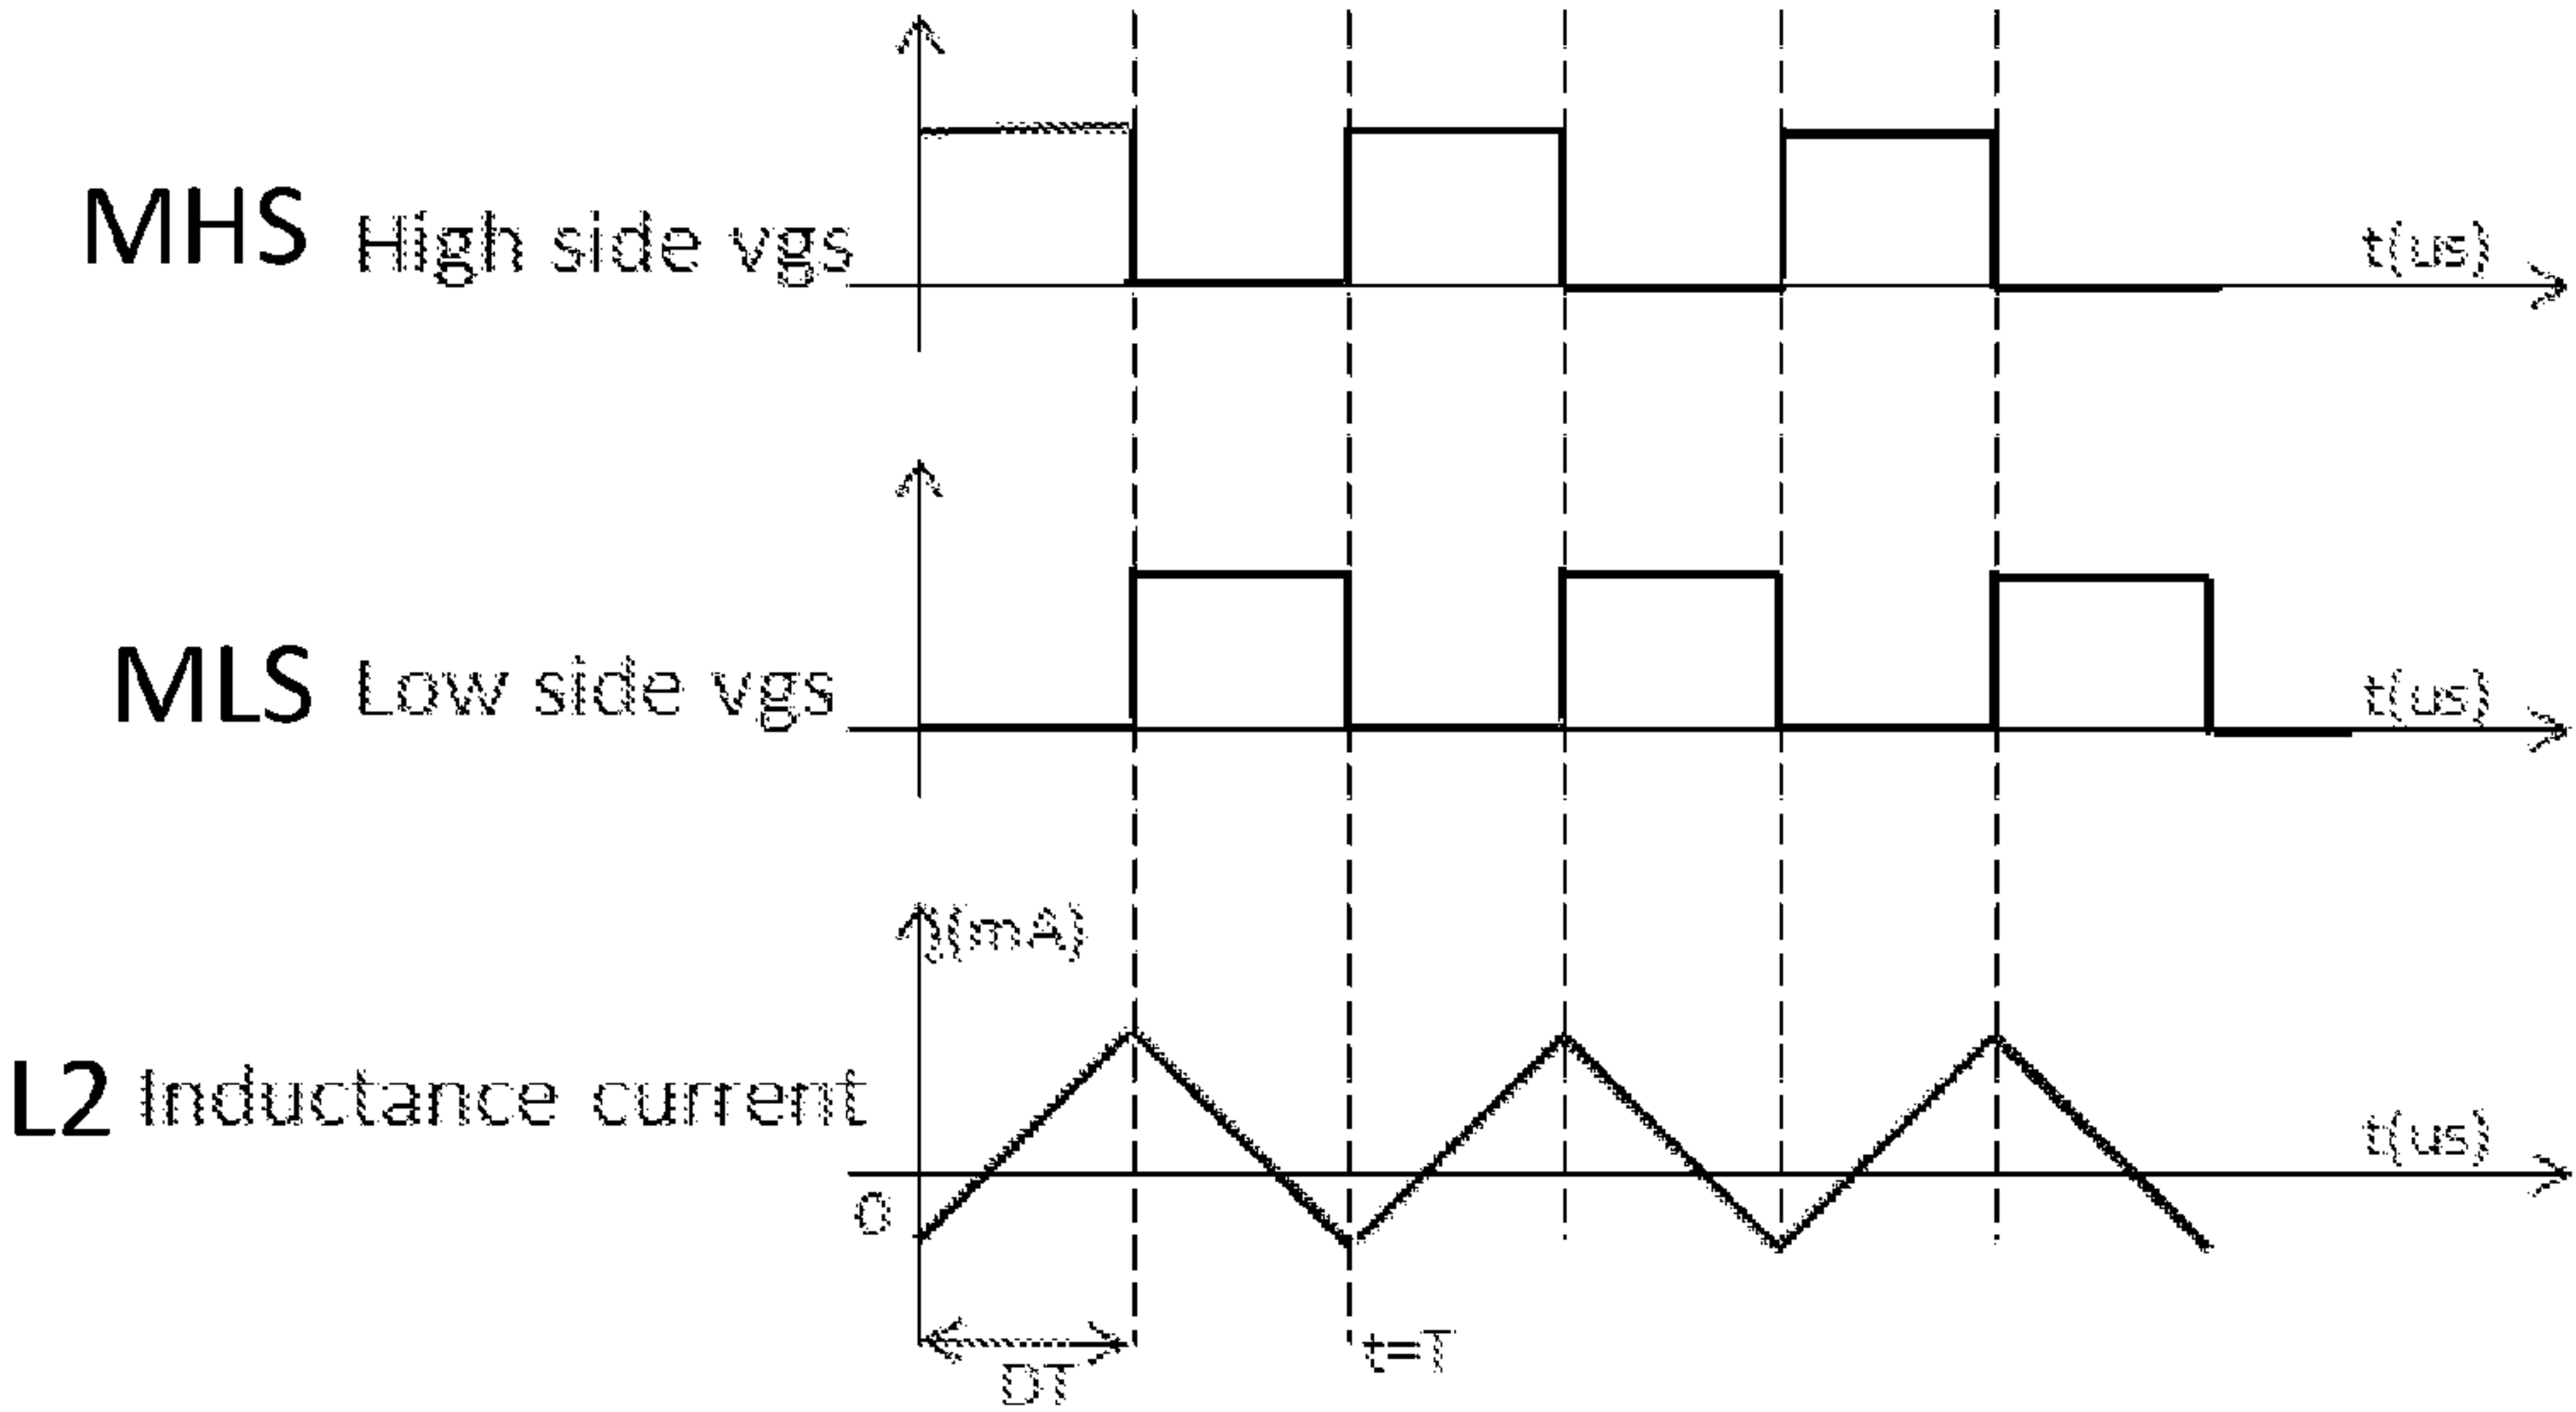 MHS High side vgs
t(us)
MLS Low side vgs
t(us)
i(mA)
L2 Inductance current
t(us)
0
DT
t=T